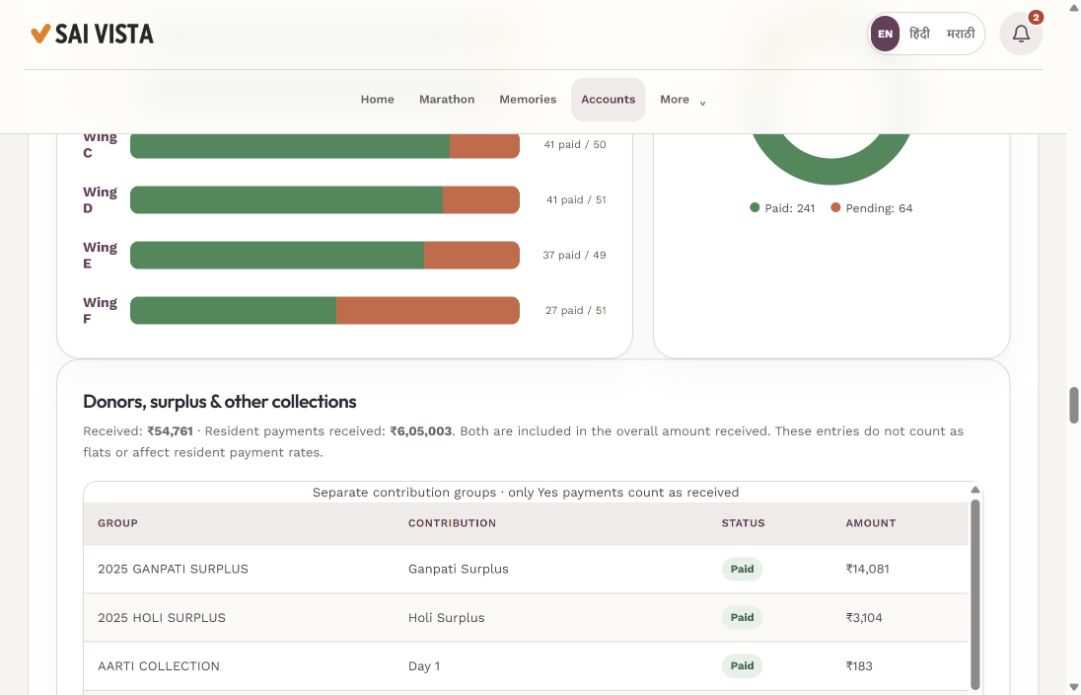 SAI VISTA
EN हिंदी मराठी
2
Home Marathon Memories Accounts More
Wing C 41 paid / 50
Wing D 41 paid / 51
Wing E 37 paid / 49
Wing F 27 paid / 51
Paid: 241 Pending: 64
Donors, surplus & other collections
Received: ₹54,761 · Resident payments received: ₹6,05,003. Both are included in the overall amount received. These entries do not count as
flats or affect resident payment rates.
Separate contribution groups · only Yes payments count as received
GROUP CONTRIBUTION STATUS AMOUNT
2025 GANPATI SURPLUS Ganpati Surplus Paid ₹14,081
2025 HOLI SURPLUS Holi Surplus Paid ₹3,104
AARTI COLLECTION Day 1 Paid ₹183